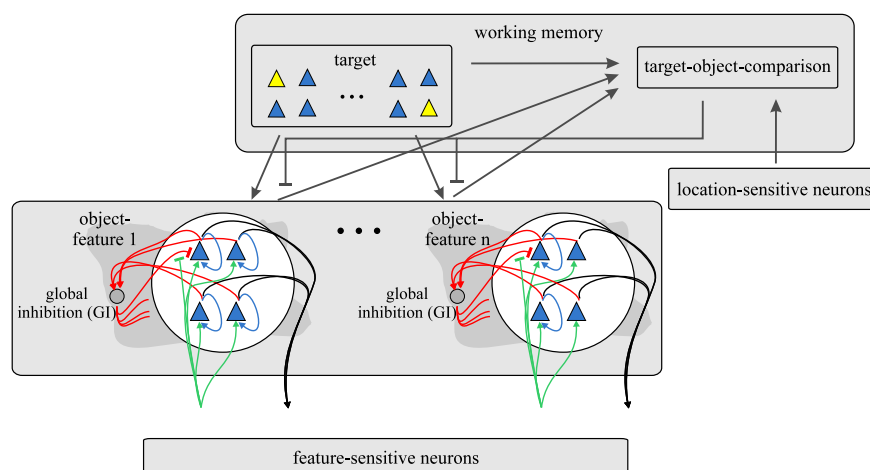 working memory
target
target-object-comparison
...
location-sensitive neurons
object-
feature 1
...
object-
feature n
global
inhibition (GI)
global
inhibition (GI)
feature-sensitive neurons